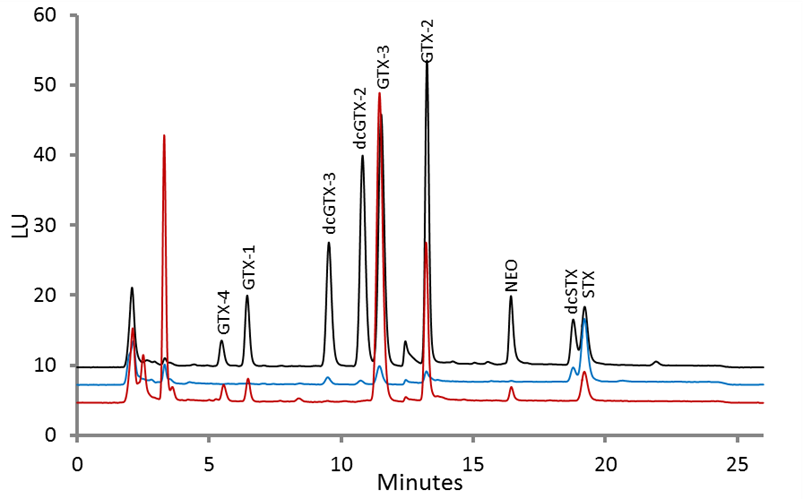 60
50
40
30
20
10
0
LU
GTX-4
GTX-1
dcGTX-3
dcGTX-2
GTX-3
GTX-2
NEO
dcSTX
STX
0 5 10 15 20 25
Minutes